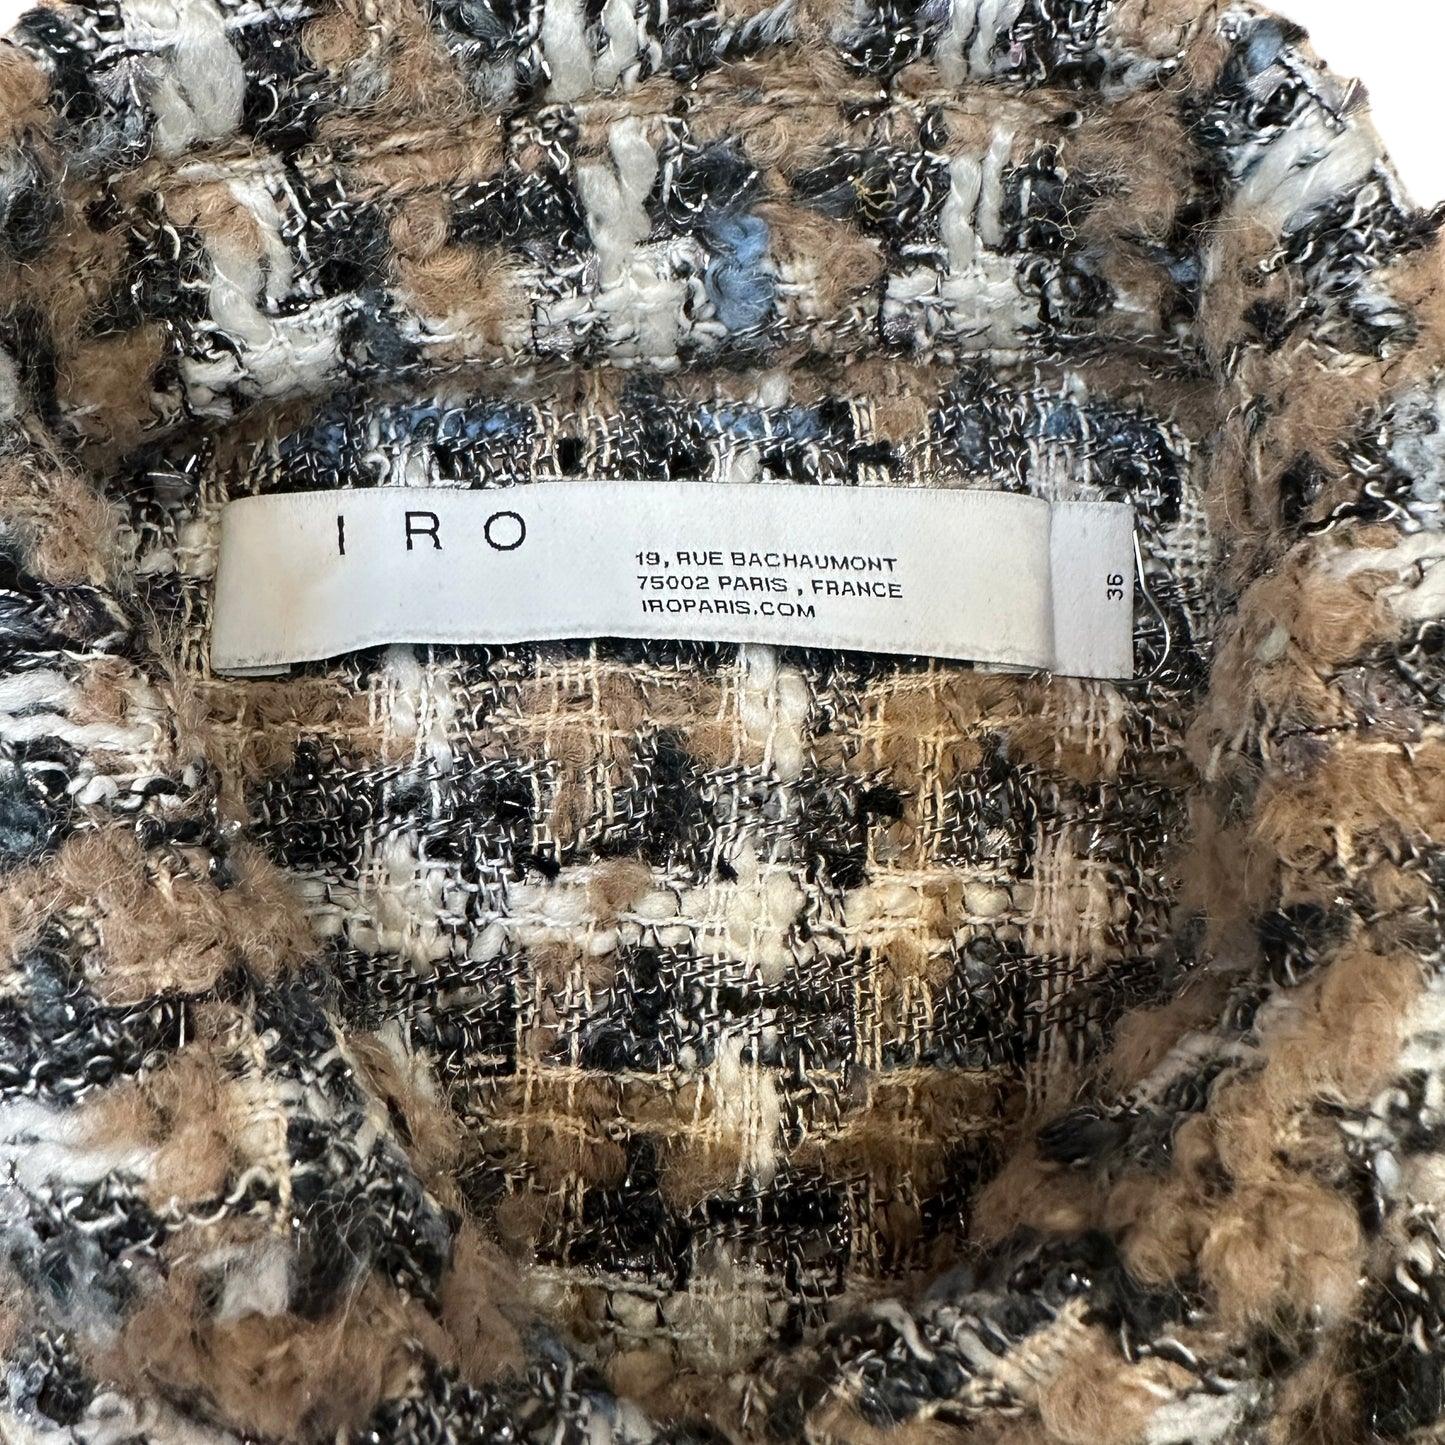 IRO
19, RUE BACHAUMONT
75002 PARIS , FRANCE
IROPARIS.COM
36